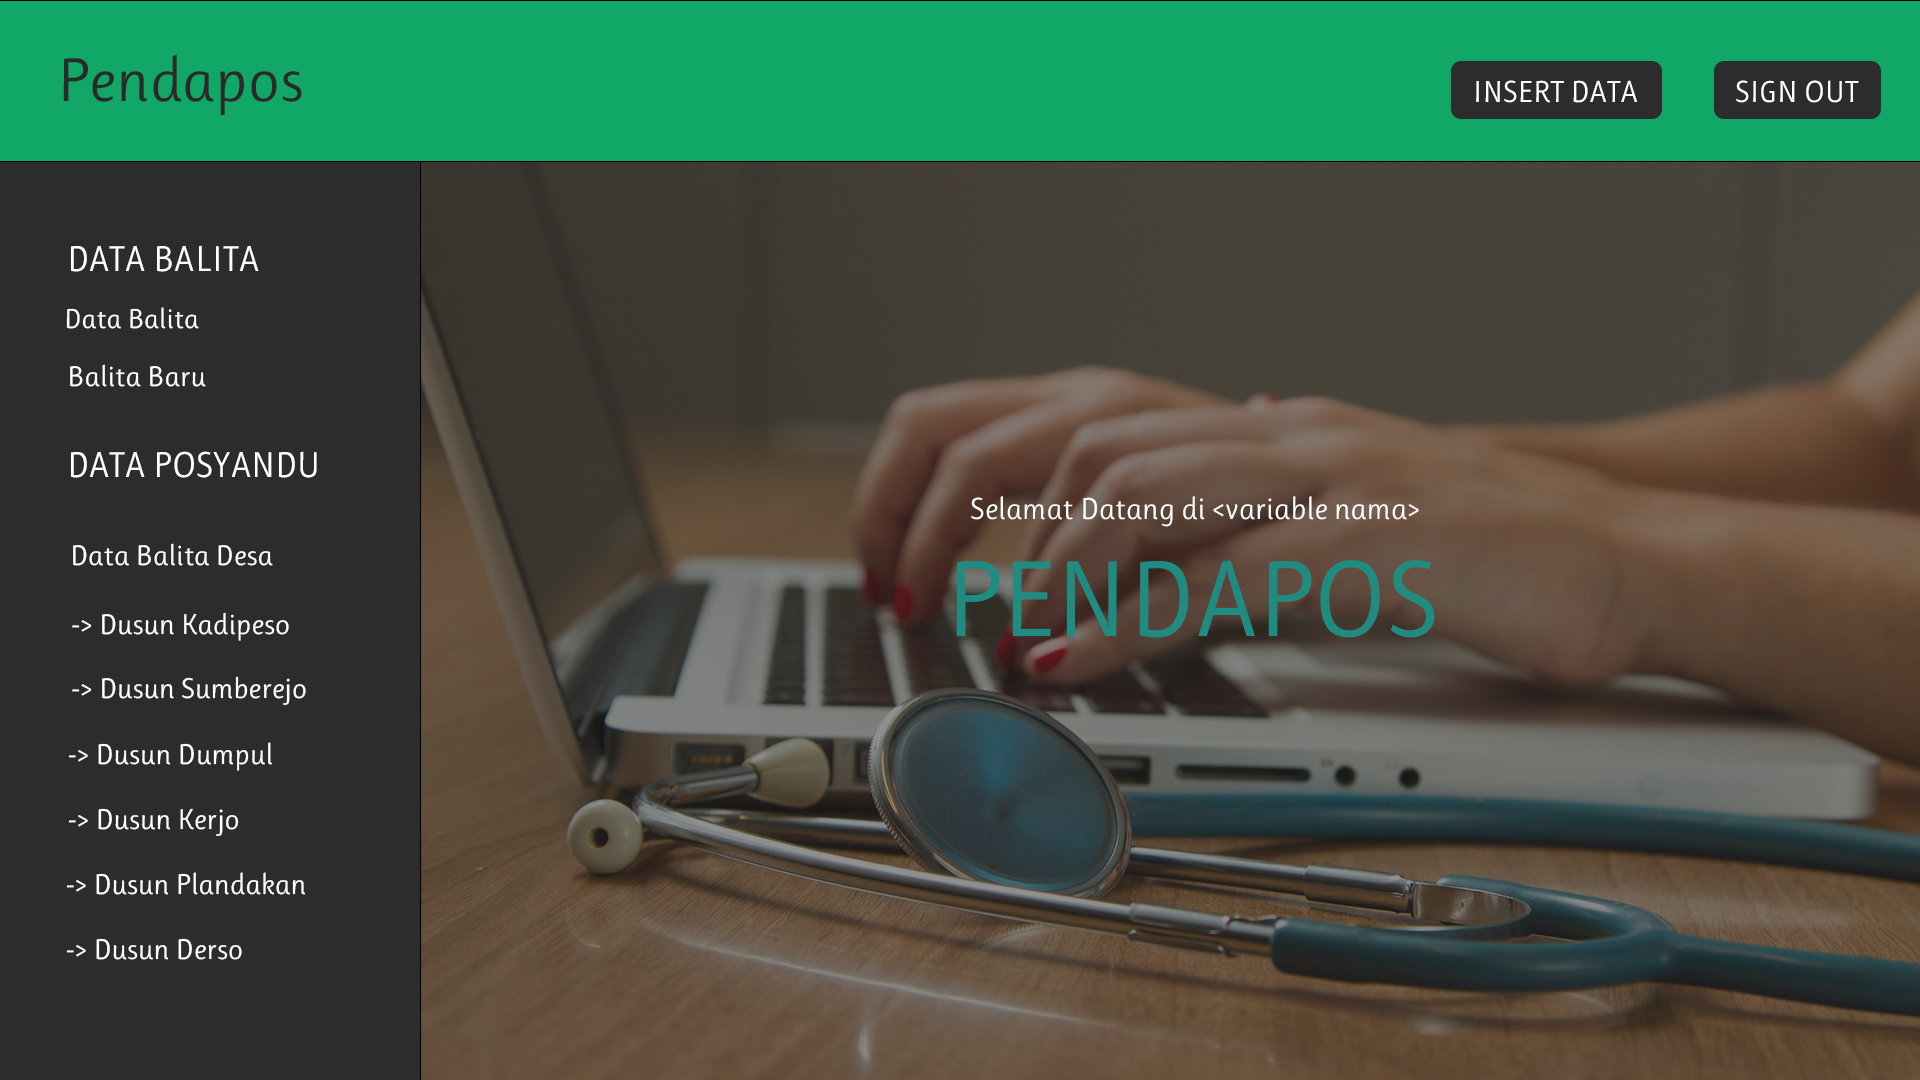 Pendapos
INSERT DATA
SIGN OUT
DATA BALITA
Data Balita
Balita Baru
DATA POSYANDU
Data Balita Desa
-> Dusun Kadipeso
-> Dusun Sumberejo
-> Dusun Dumpul
-> Dusun Kerjo
-> Dusun Plandakan
-> Dusun Derso
Selamat Datang di <variable nama>
PENDAPOS